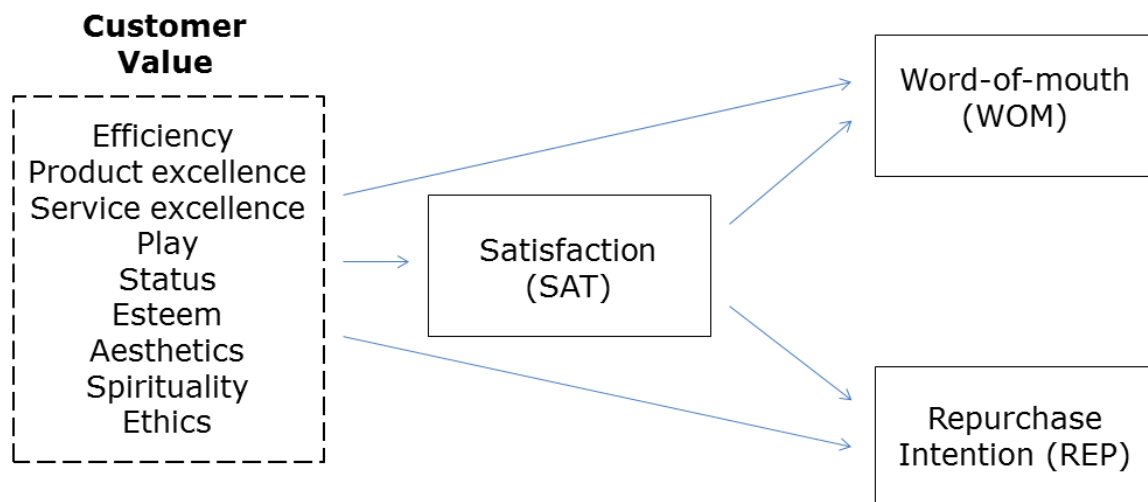 Customer
Value
Efficiency
Product excellence
Service excellence
Play
Status
Esteem
Aesthetics
Spirituality
Ethics
Satisfaction
(SAT)
Word-of-mouth
(WOM)
Repurchase
Intention (REP)